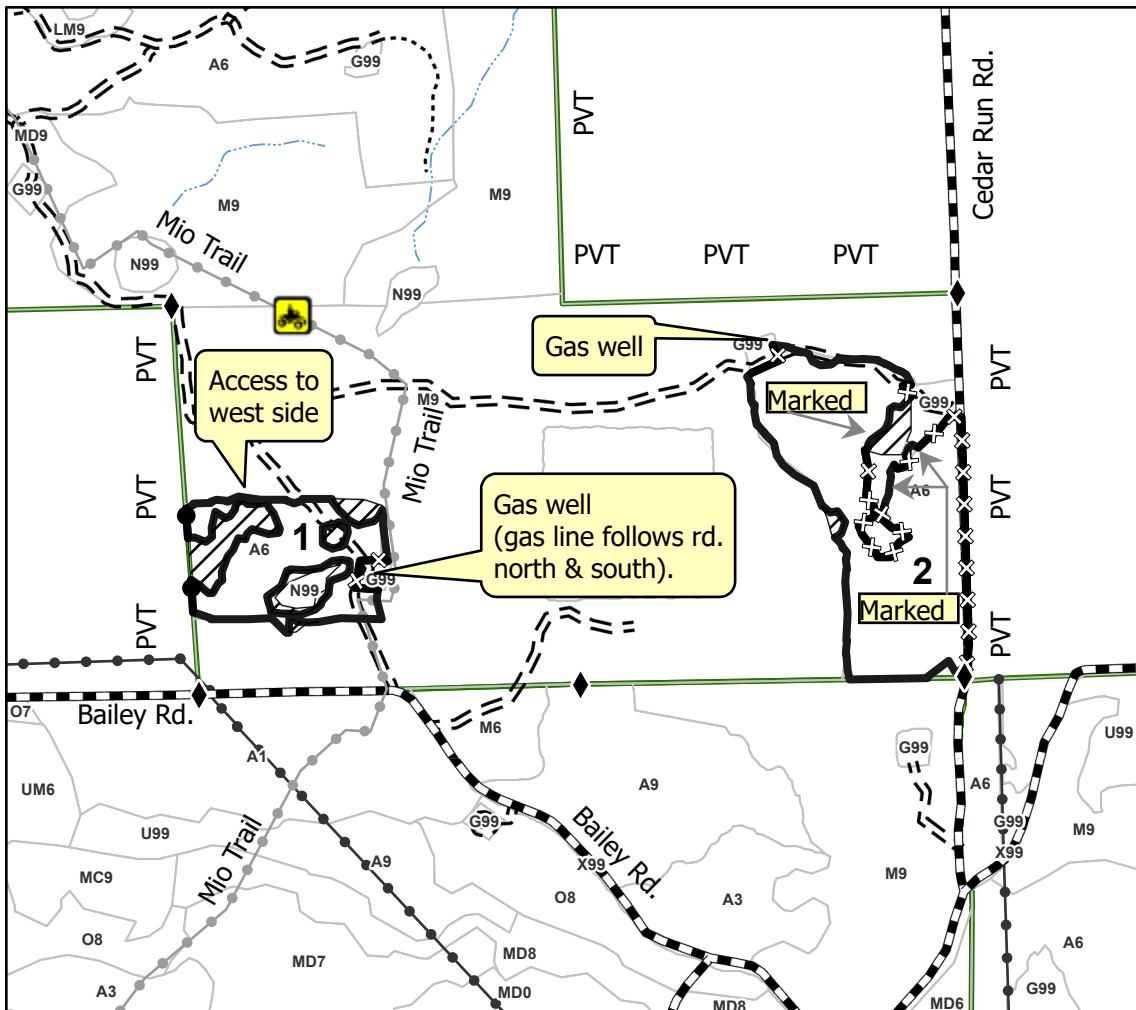 LM9
A6
G99
MD9
G99
M9
M9
PVT
Cedar Run Rd.
Mio Trail
N99
N99
PVT
PVT
PVT
PVT
PVT
Gas well
G99
Access to
west side
M9
Marked
G99
Mio Trail
PVT
PVT
Gas well
(gas line follows rd.
north & south).
A6
1
N99
G99
A6
2
Marked
PVT
PVT
O7
Bailey Rd.
M6
A1
G99
A6
U99
UM6
A9
U99
G99
G99
M9
Mio Trail
A9
Bailey Rd.
X99
X99
M9
MC9
O8
A3
O8
MD7
MD8
A6
A3
MD0
MD8
MD6
G99